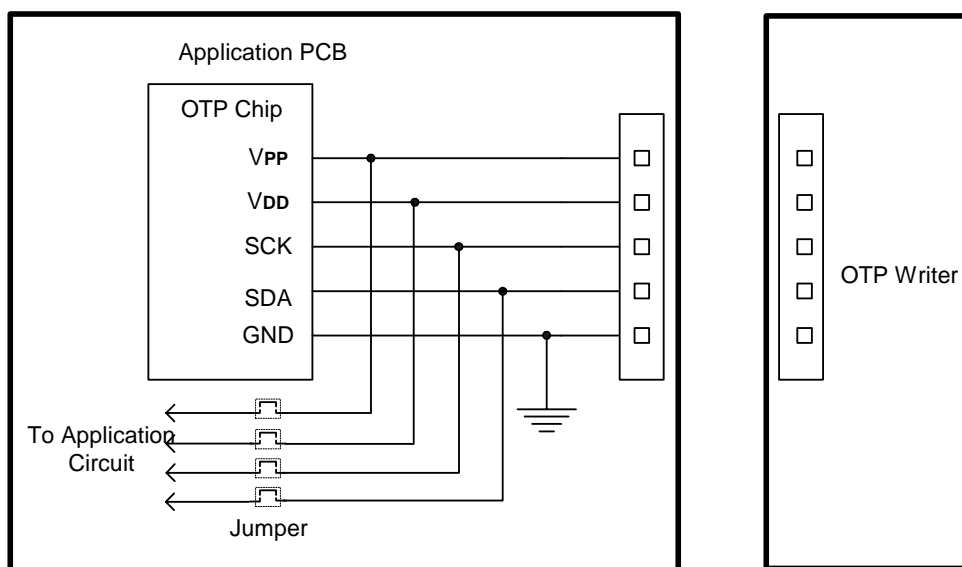 Application PCB
OTP Chip
VPP
VDD
SCK
SDA
GND
OTP Writer
To Application
Circuit
Jumper